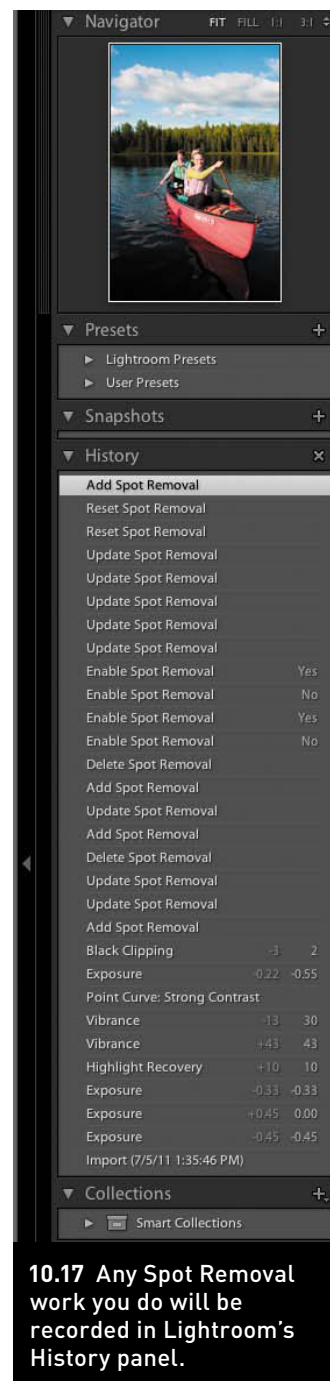 Navigator FIT FILL 1:1 3:1
Presets +
Lightroom Presets
User Presets
Snapshots +
History ×
Add Spot Removal
Reset Spot Removal
Reset Spot Removal
Update Spot Removal
Update Spot Removal
Update Spot Removal
Update Spot Removal
Update Spot Removal
Enable Spot Removal Yes
Enable Spot Removal No
Enable Spot Removal Yes
Enable Spot Removal No
Delete Spot Removal
Add Spot Removal
Update Spot Removal
Add Spot Removal
Delete Spot Removal
Update Spot Removal
Update Spot Removal
Add Spot Removal
Black Clipping -3 2
Exposure -0.22 -0.55
Point Curve: Strong Contrast
Vibrance -13 30
Vibrance +43 43
Highlight Recovery +10 10
Exposure -0.33 -0.33
Exposure +0.45 0.00
Exposure -0.45 -0.45
Import (7/5/11 1:35:46 PM)
Collections +
Smart Collections
10.17 Any Spot Removal
work you do will be
recorded in Lightroom’s
History panel.